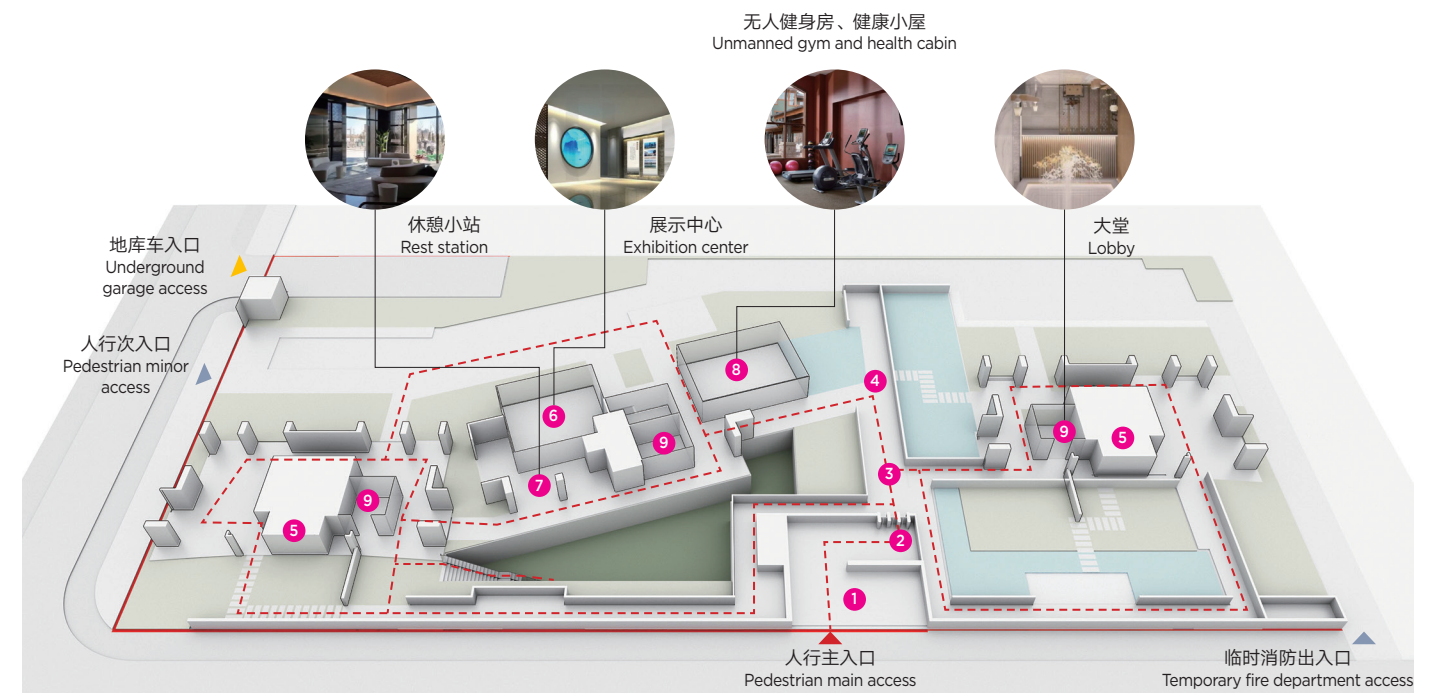 无人健身房、健康小屋
Unmanned gym and health cabin
休憩小站
Rest station
展示中心
Exhibition center
大堂
Lobby
地库车入口
Underground
garage access
人行次入口
Pedestrian minor
access
8
4
6
9
9
5
3
7
9
5
2
1
人行主入口
Pedestrian main access
临时消防出入口
Temporary fire department access